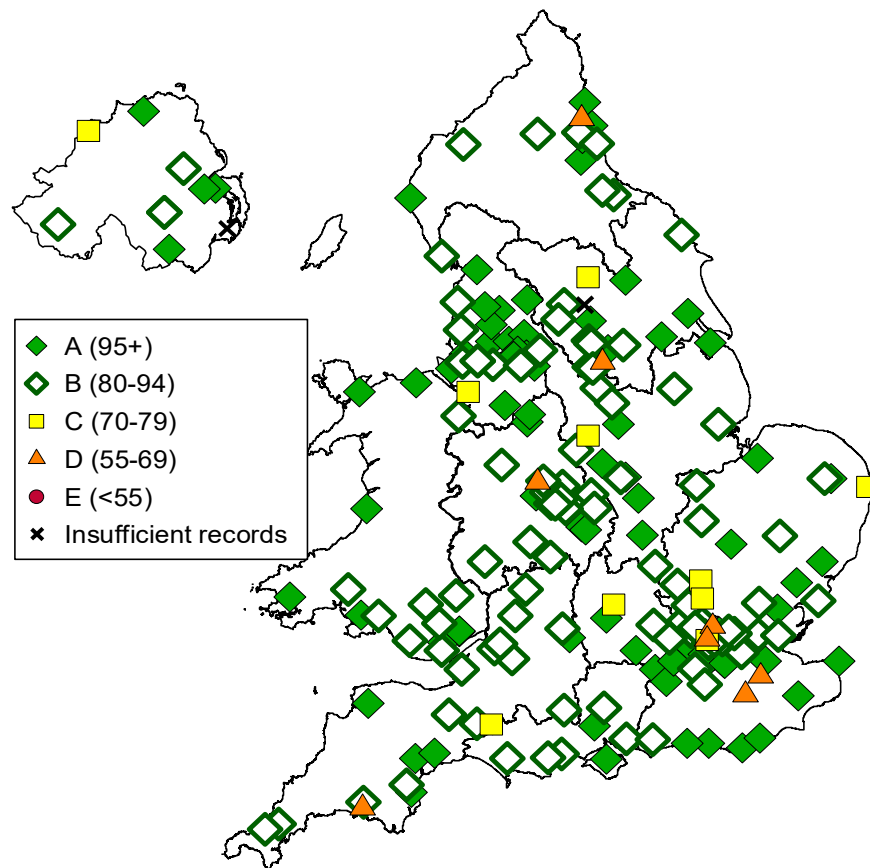 A (95+)
B (80-94)
C (70-79)
D (55-69)
E (<55)
Insufficient records